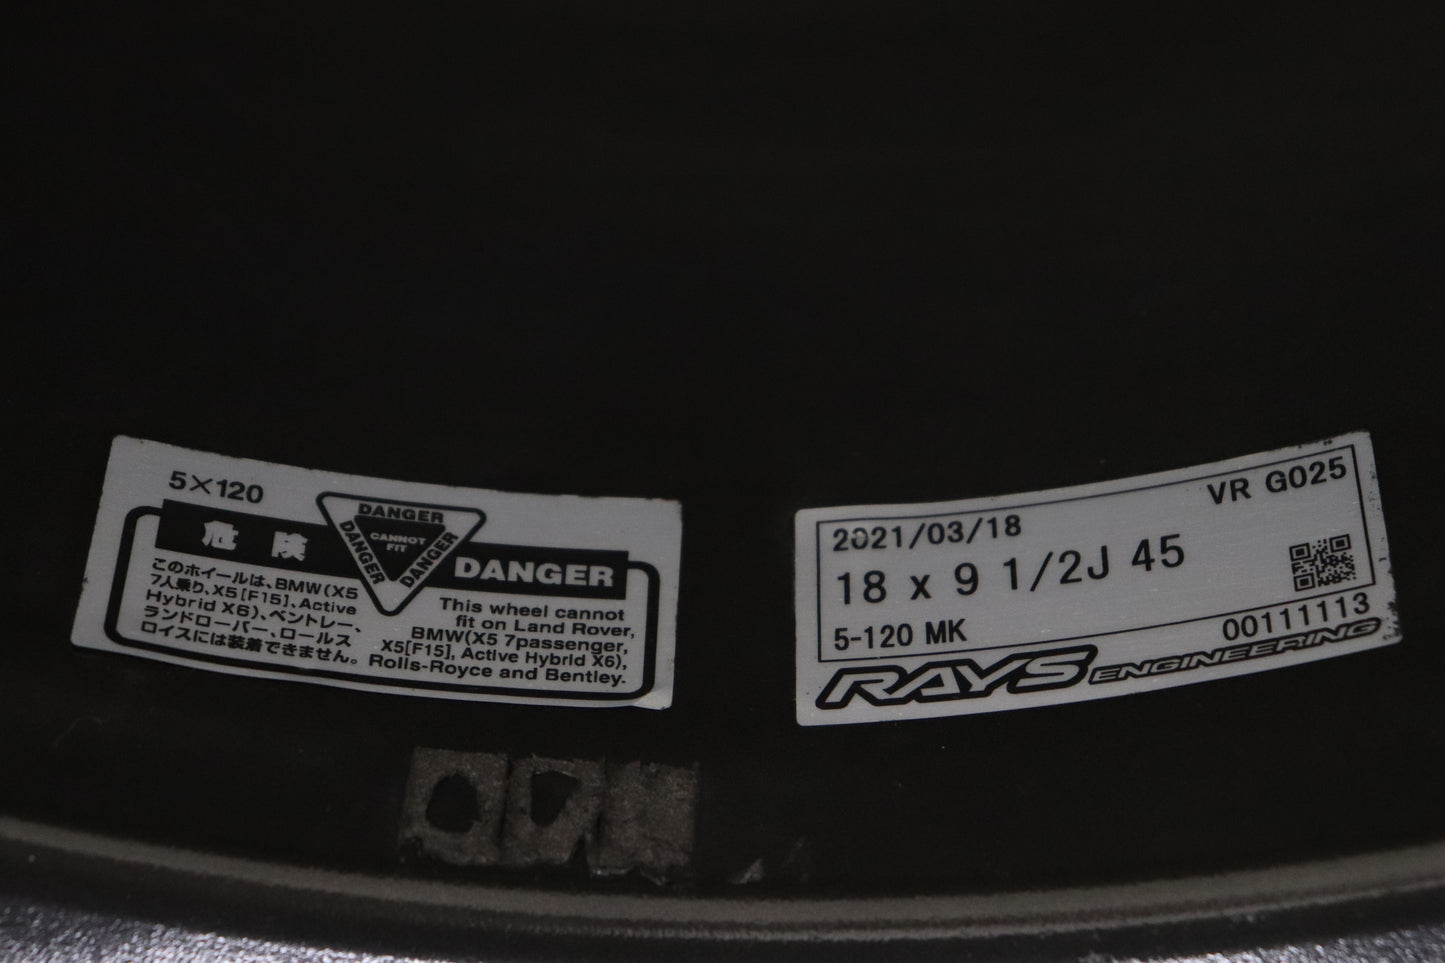 5×120
危険
DANGER
DANGER
DANGER
CANNOT
FIT
DANGER
このホイールは、BMW(X5
7人乗り、X5[F15]、Active
Hybrid X6)、ベントレー、
ランドローバー、ロールス
ロイスには装着できません。
This wheel cannot
fit on Land Rover,
BMW(X5 7passenger,
X5[F15], Active Hybrid X6),
Rolls-Royce and Bentley.
VR G025
2021/03/18
18 x 9 1/2J 45
5-120 MK
00111113
RAYS ENGINEERING